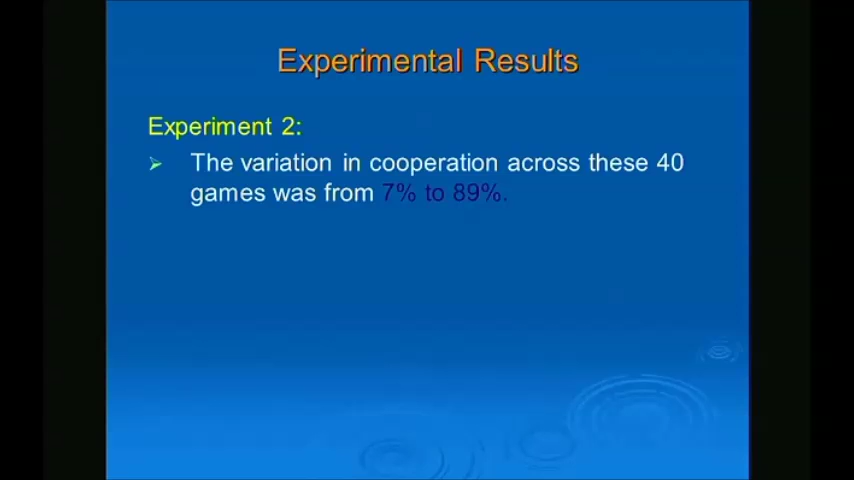 Experimental Results
Experiment 2:
The variation in cooperation across these 40
games was from 7% to 89%.